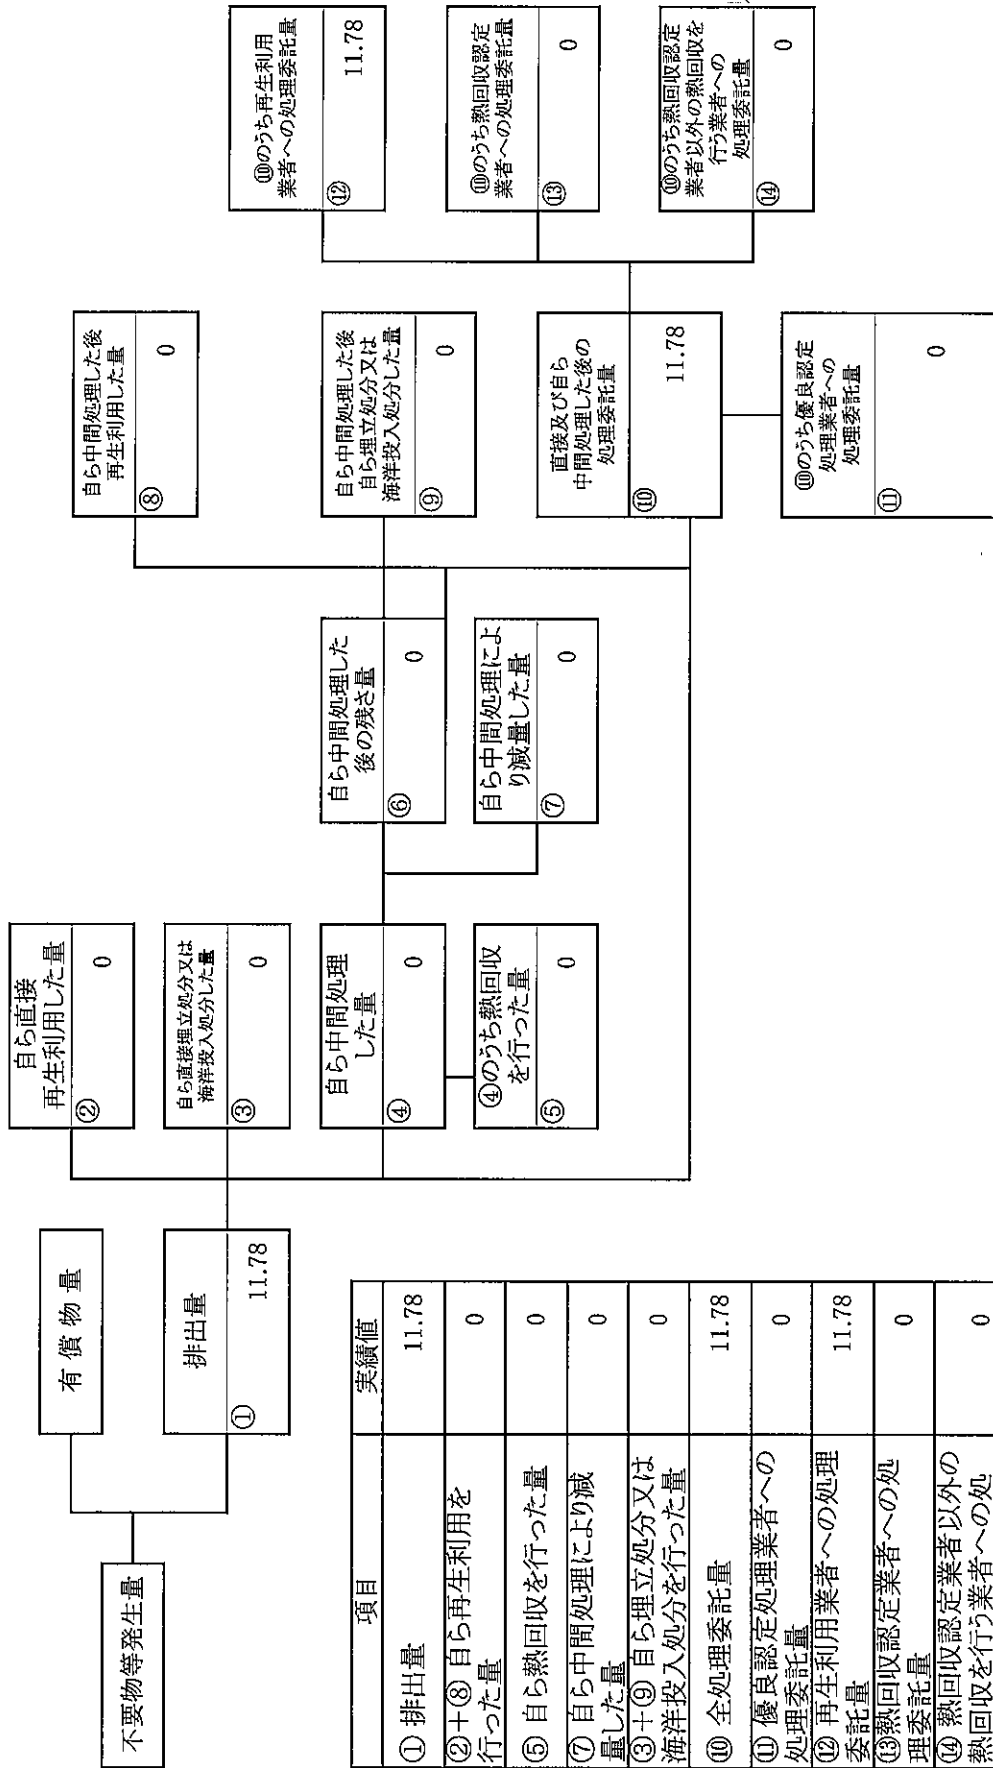 不要物等発生量
有償物量
排出量
① 11.78
自ら直接
再生利用した量
② 0
自ら直接埋立処分又は
海洋投入処分した量
③ 0
自ら中間処理
した量
④ 0
④のうち熱回収
を行った量
⑤ 0
自ら中間処理した
後の残さ量
⑥ 0
自ら中間処理によ
り減量した量
⑦ 0
自ら中間処理した後
再生利用した量
⑧ 0
自ら中間処理した後
自ら埋立処分又は
海洋投入処分した量
⑨ 0
直接及び自ら
中間処理した後の
処理委託量
⑩ 11.78
⑩のうち優良認定
処理業者への
処理委託量
⑪ 0
⑩のうち再生利用
業者への処理委託量
⑫ 11.78
⑩のうち熱回収認定
業者への処理委託量
⑬ 0
⑩のうち熱回収認定
業者以外の熱回収を
行う業者への
処理委託量
⑭ 0
項目 実績値
① 排出量 11.78
②+⑧ 自ら再生利用を
行った量 0
⑤ 自ら熱回収を行った量 0
⑦ 自ら中間処理により減
量した量 0
③+⑨ 自ら埋立処分又は
海洋投入処分を行った量 0
⑩ 全処理委託量 11.78
⑪ 優良認定処理業者への
処理委託量 0
⑫ 再生利用業者への処理
委託量 11.78
⑬熱回収認定業者への処
理委託量 0
⑭ 熱回収認定業者以外の
熱回収を行う業者への処 0